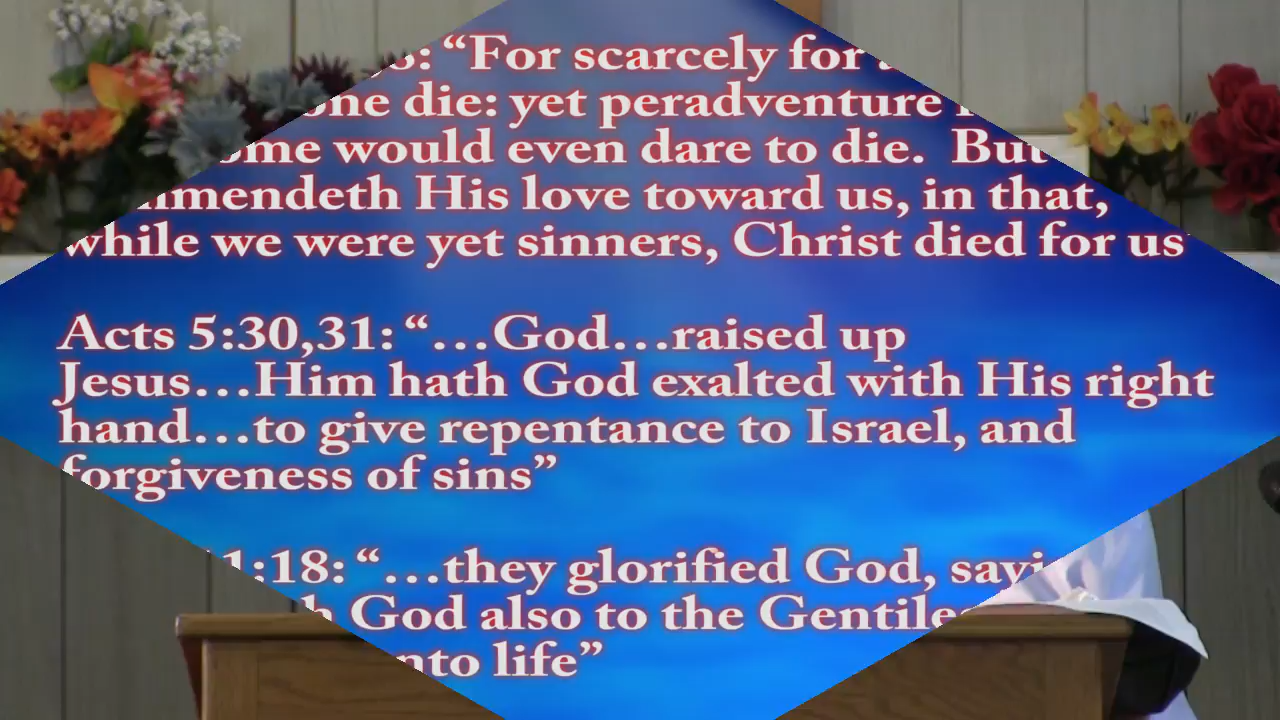 : “For scarcely for
one die: yet peradventure
would even dare to die.  But
His love toward us, in that,
while we were yet sinners, Christ died for us
Acts 5:30,31: “…God…raised up
Jesus…Him hath God exalted with His right
hand…to give repentance to Israel, and
forgiveness of sins”
1:18: “…they glorified God,
God also to the Gentiles
life”